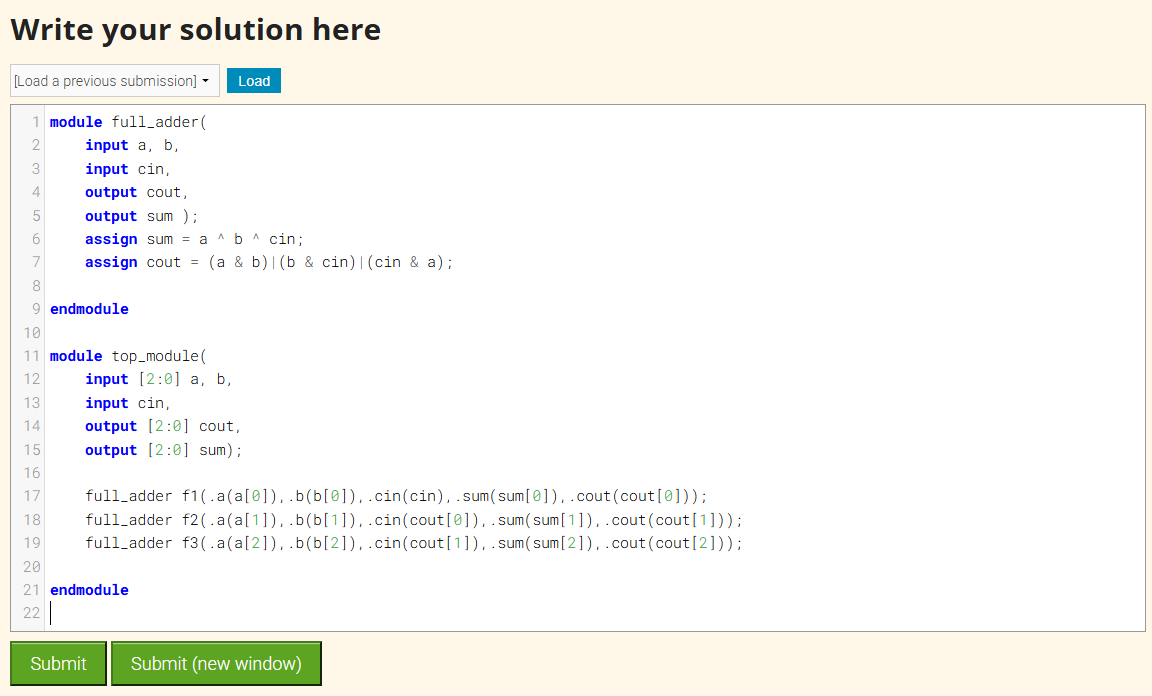 Write your solution here
[Load a previous submission] Load
1 module full_adder(
2     input a, b,
3     input cin,
4     output cout,
5     output sum );
6     assign sum = a ^ b ^ cin;
7     assign cout = (a & b)|(b & cin)|(cin & a);
8
9 endmodule
10
11 module top_module(
12     input [2:0] a, b,
13     input cin,
14     output [2:0] cout,
15     output [2:0] sum);
16
17     full_adder f1(.a(a[0]),.b(b[0]),.cin(cin),.sum(sum[0]),.cout(cout[0]));
18     full_adder f2(.a(a[1]),.b(b[1]),.cin(cout[0]),.sum(sum[1]),.cout(cout[1]));
19     full_adder f3(.a(a[2]),.b(b[2]),.cin(cout[1]),.sum(sum[2]),.cout(cout[2]));
20
21 endmodule
22
Submit Submit (new window)